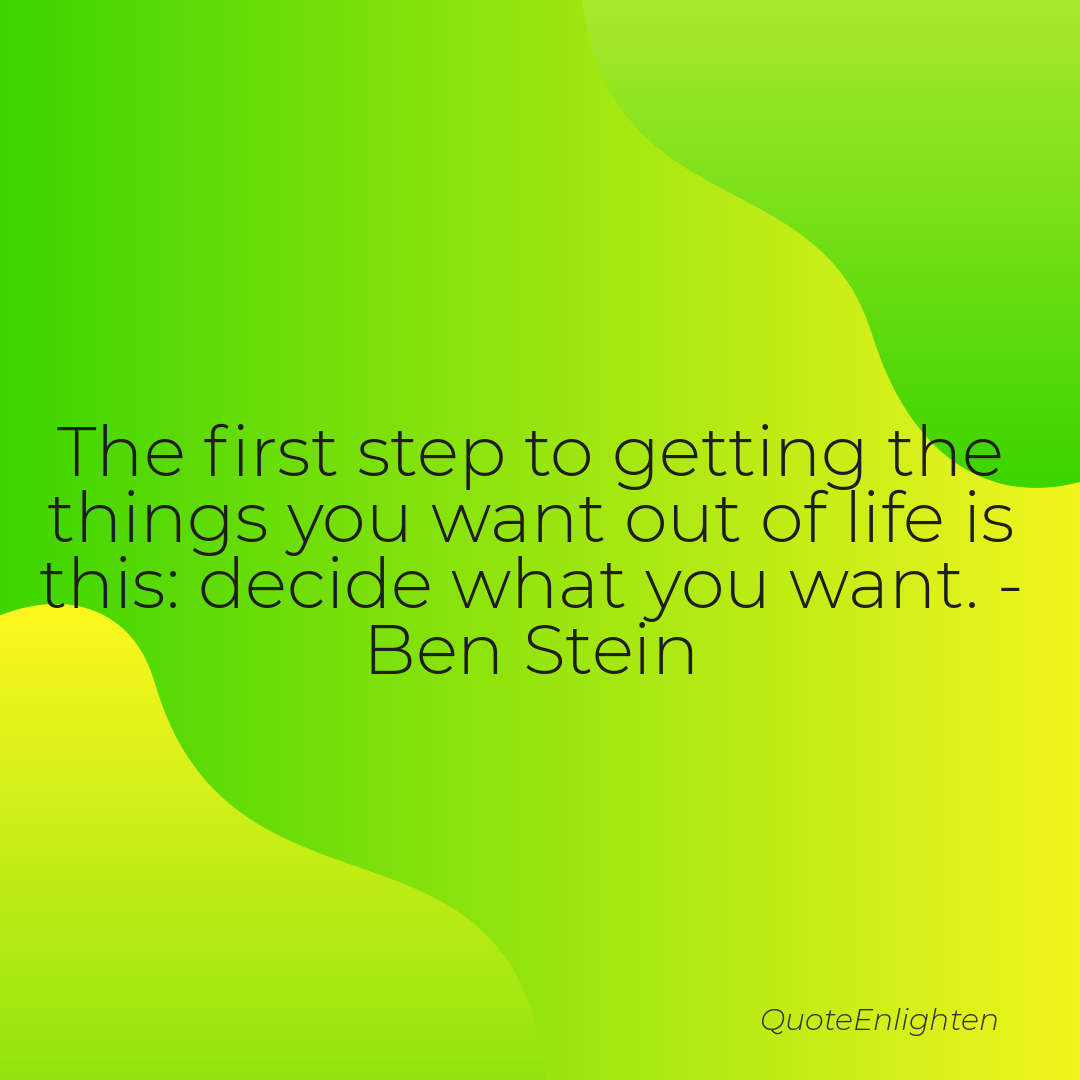 The first step to getting the
things you want out of life is
this: decide what you want. -
Ben Stein
QuoteEnlighten